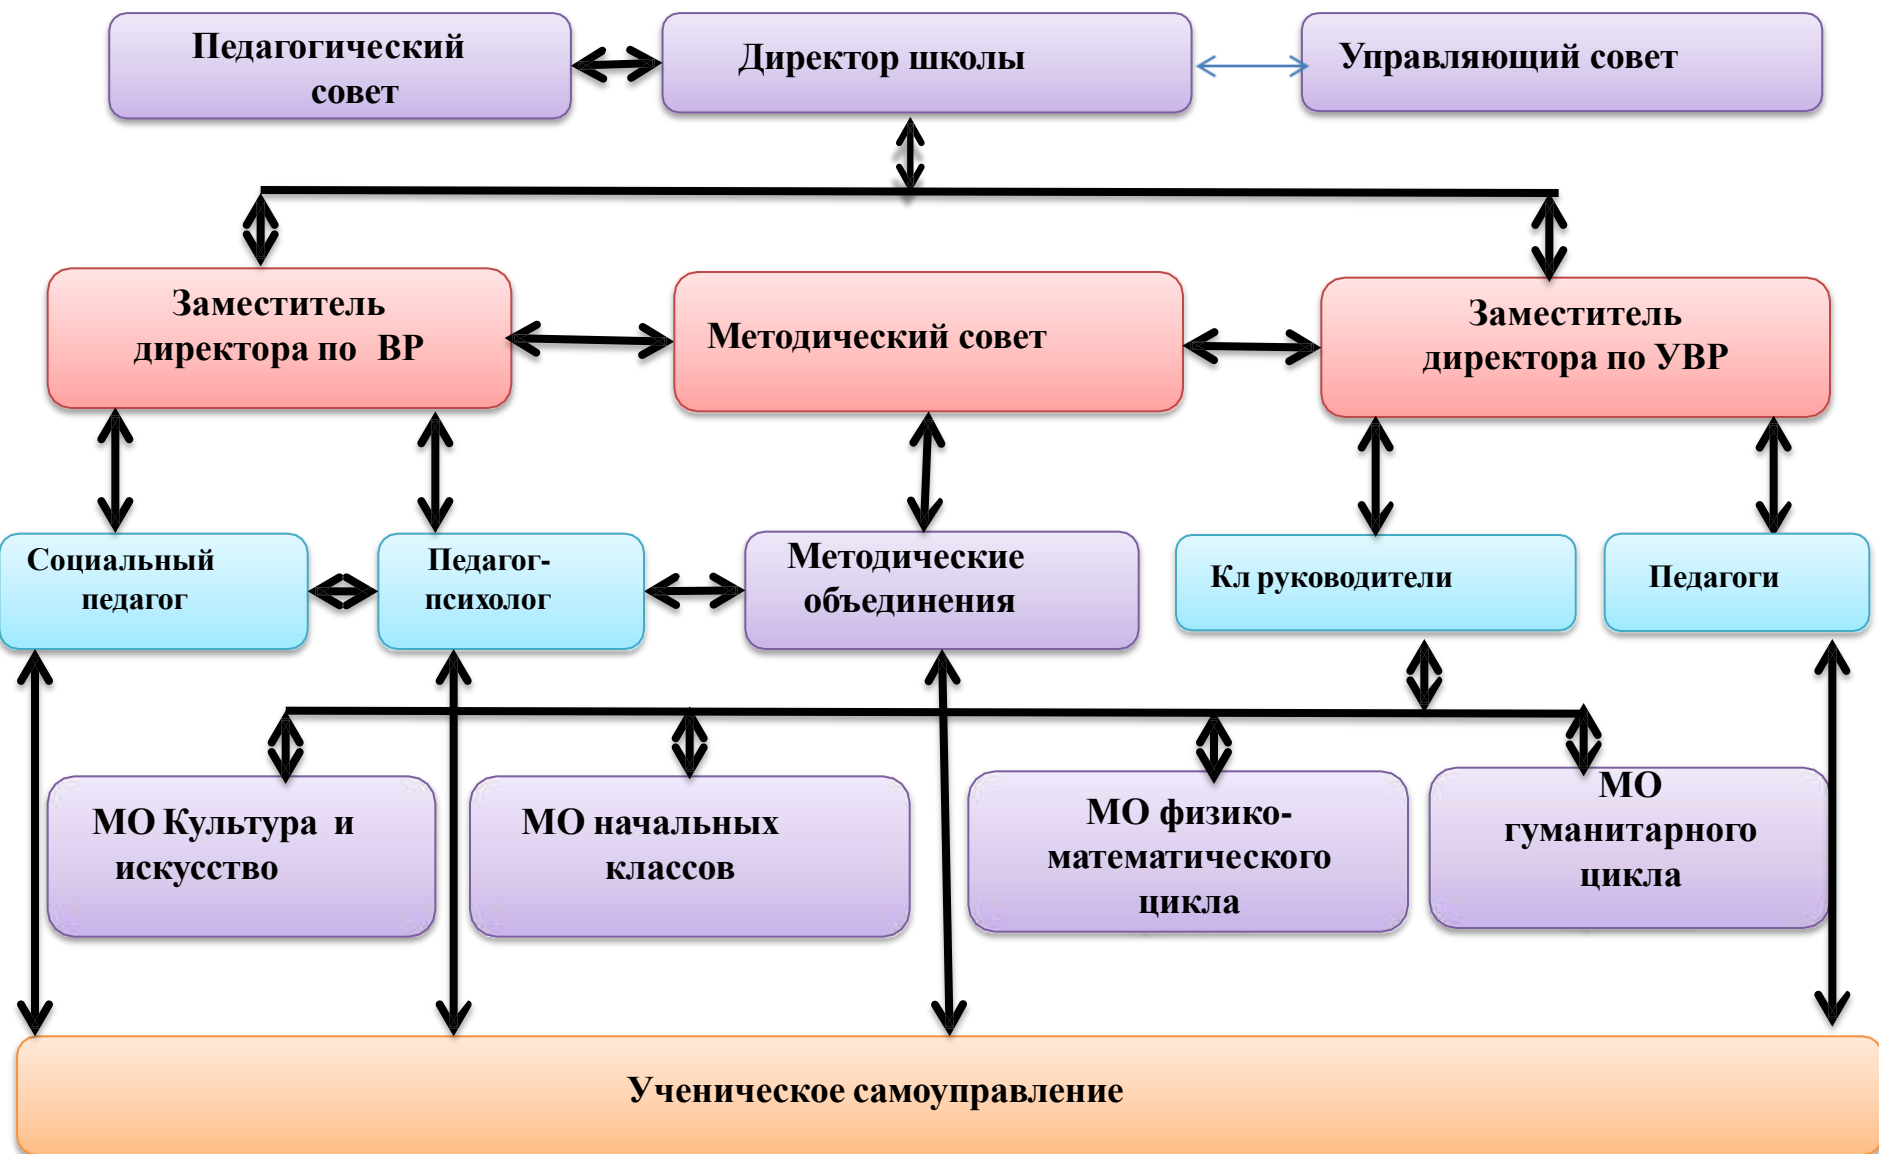 Педагогический
совет
Директор школы
Управляющий совет
Заместитель
директора по ВР
Методический совет
Заместитель
директора по УВР
Социальный
педагог
Педагог-
психолог
Методические
объединения
Кл руководители
Педагоги
МО Культура и
искусство
МО начальных
классов
МО физико-
математического
цикла
МО
гуманитарного
цикла
Ученическое самоуправление